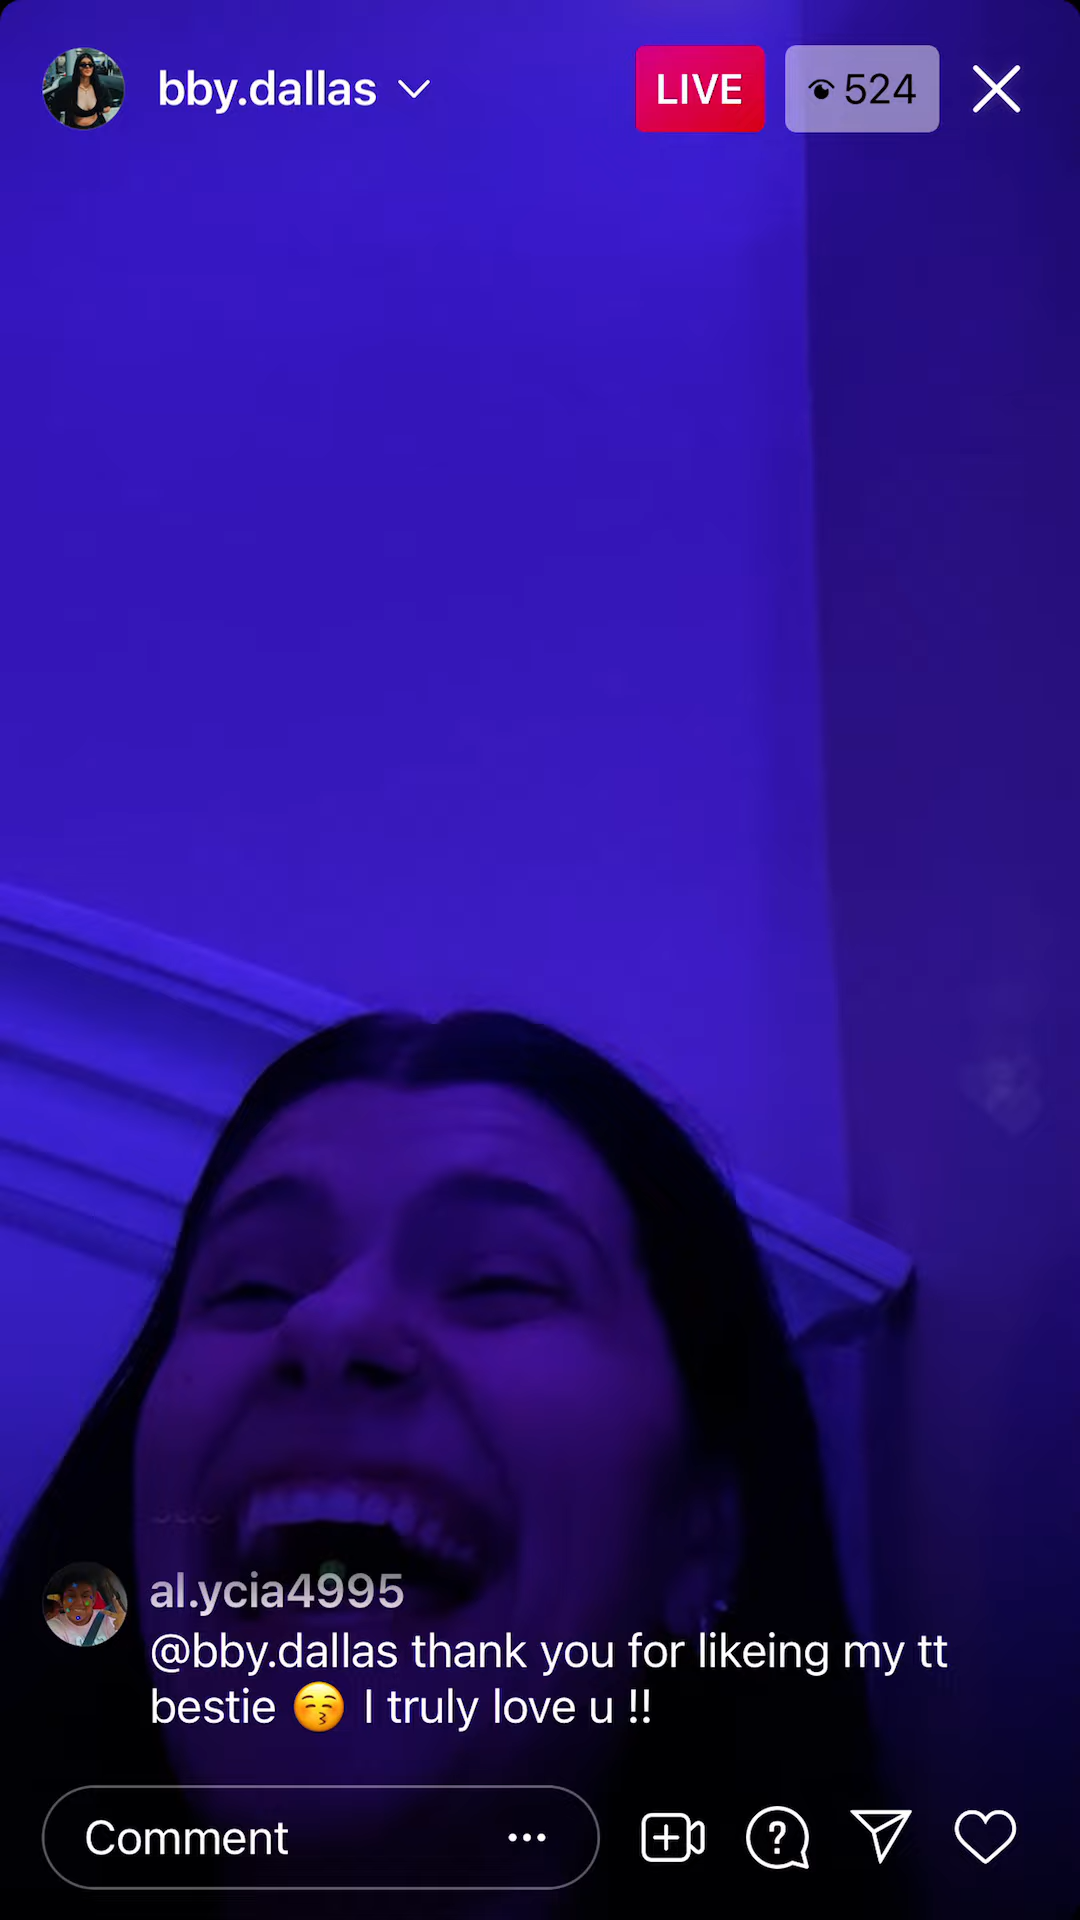 bby.dallas
LIVE
524
al.ycia4995
@bby.dallas thank you for likeing my tt
bestie 😚 I truly love u !!
Comment